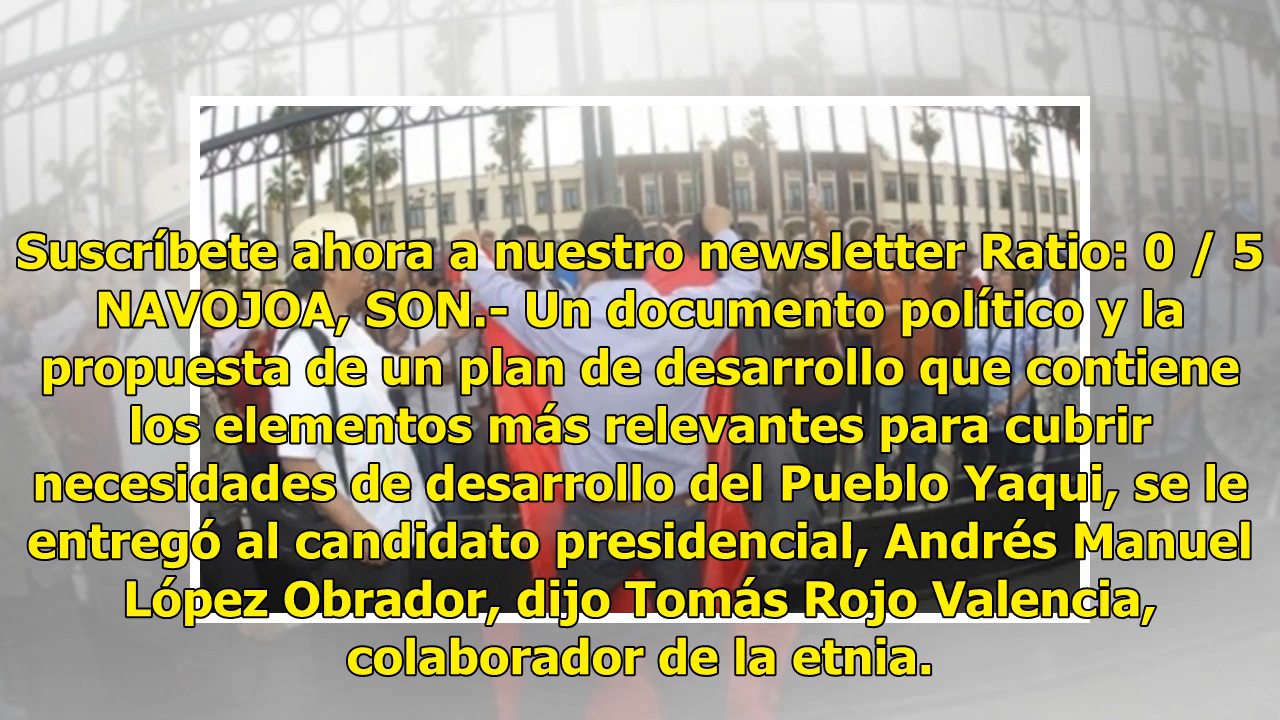 Suscríbete ahora a nuestro newsletter Ratio: 0 / 5
NAVOJOA, SON.- Un documento político y la
propuesta de un plan de desarrollo que contiene
los elementos más relevantes para cubrir
necesidades de desarrollo del Pueblo Yaqui, se le
entregó al candidato presidencial, Andrés Manuel
López Obrador, dijo Tomás Rojo Valencia,
colaborador de la etnia.